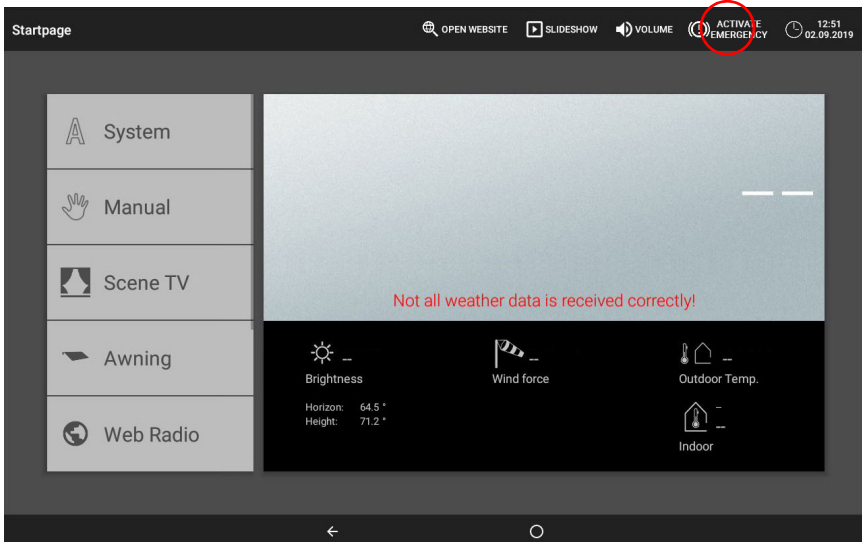 Startpage
OPEN WEBSITE
SLIDESHOW
VOLUME
ACTIVATE
EMERGENCY
12:51
02.09.2019
System
Manual
Scene TV
Awning
Web Radio
-- --
Not all weather data is received correctly!
--
Brightness
Horizon: 64.5 °
Height: 71.2 °
--
Wind force
--
Outdoor Temp.
--
--
Indoor